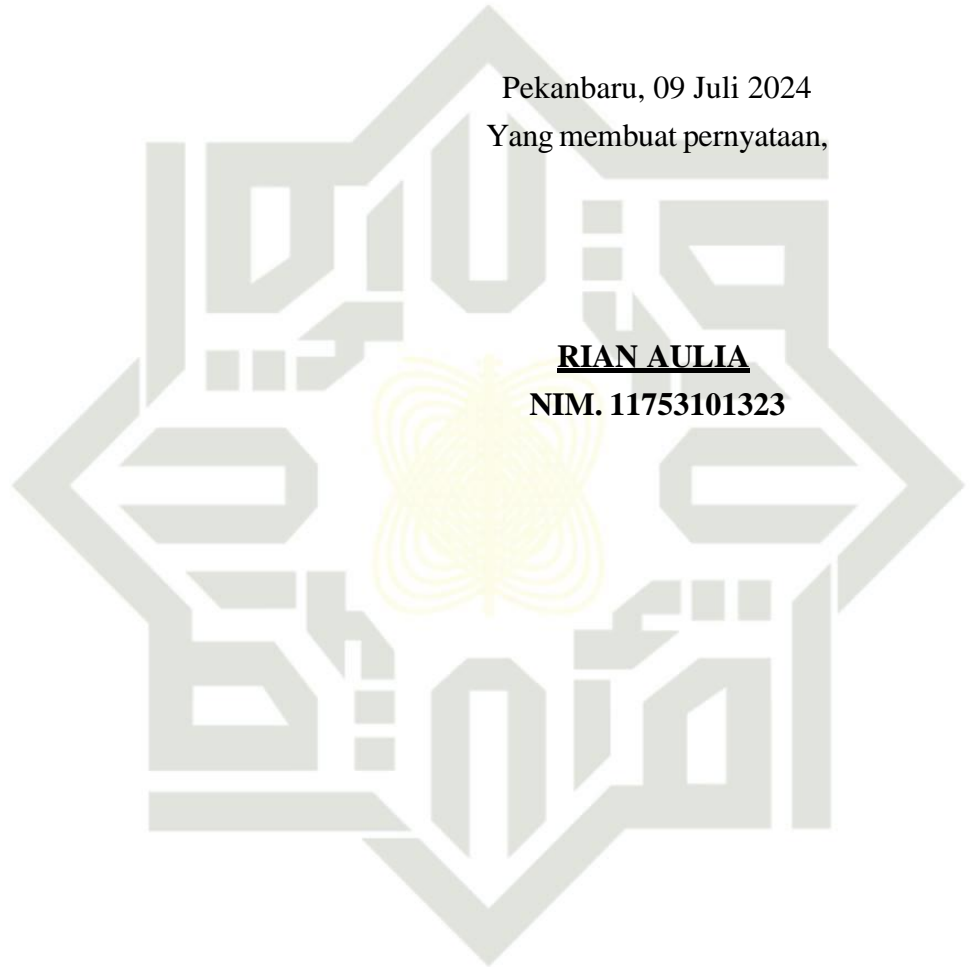 Pekanbaru, 09 Juli 2024
Yang membuat pernyataan,
RIAN AULIA
NIM. 11753101323